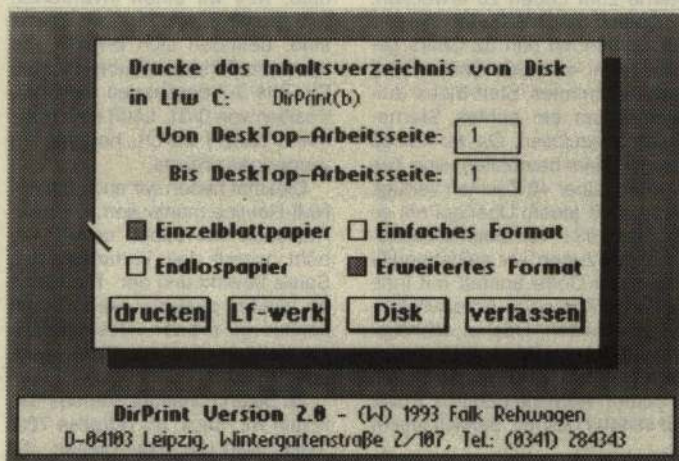 Drucke das Inhaltsverzeichnis von Disk
in Lfw C: DirPrint(b)
Von DeskTop-Arbeitsseite: 1
Bis DeskTop-Arbeitsseite: 1
Einzelblattpapier Einfaches Format
Endlospapier Erweitertes Format
drucken Lf-werk Disk verlassen
DirPrint Version 2.0 - (W) 1993 Falk Rehwagen
D-04103 Leipzig, Wintergartenstraße 2/107, Tel.: (0341) 284343